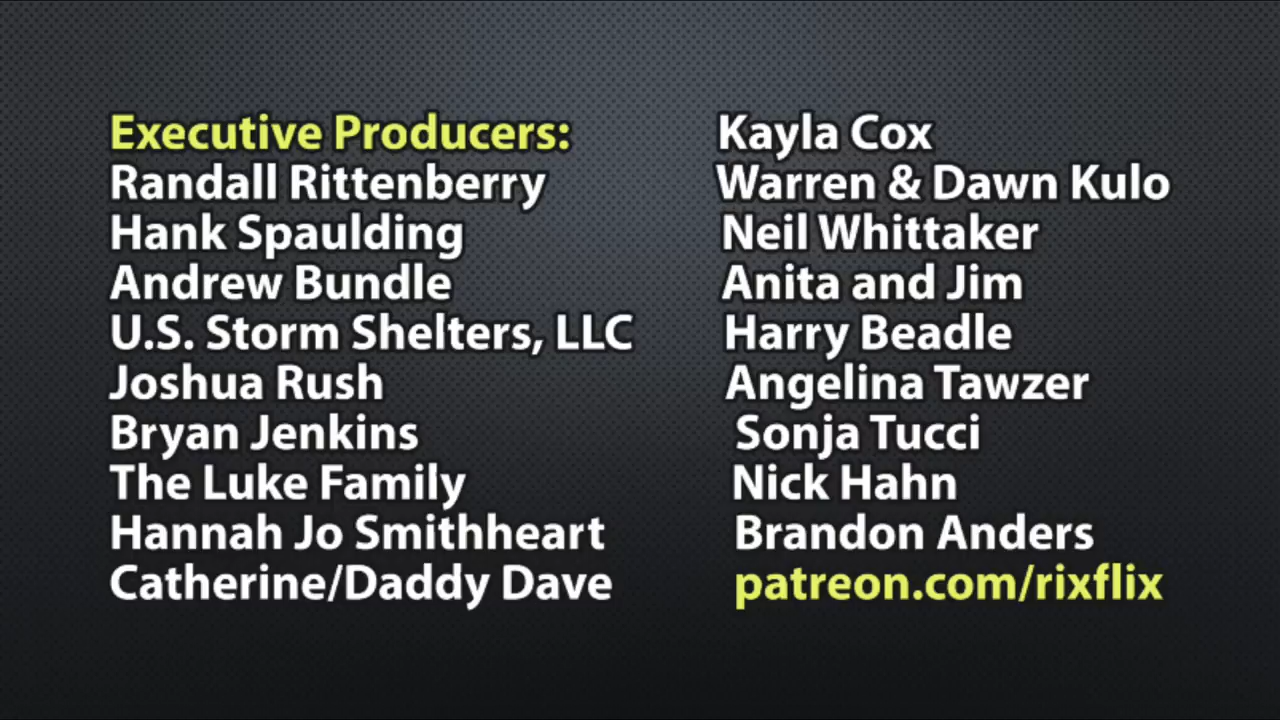 Executive Producers:
Randall Rittenberry
Hank Spaulding
Andrew Bundle
U.S. Storm Shelters, LLC
Joshua Rush
Bryan Jenkins
The Luke Family
Hannah Jo Smithheart
Catherine/Daddy Dave
Kayla Cox
Warren & Dawn Kulo
Neil Whittaker
Anita and Jim
Harry Beadle
Angelina Tawzer
Sonja Tucci
Nick Hahn
Brandon Anders
patreon.com/rixflix